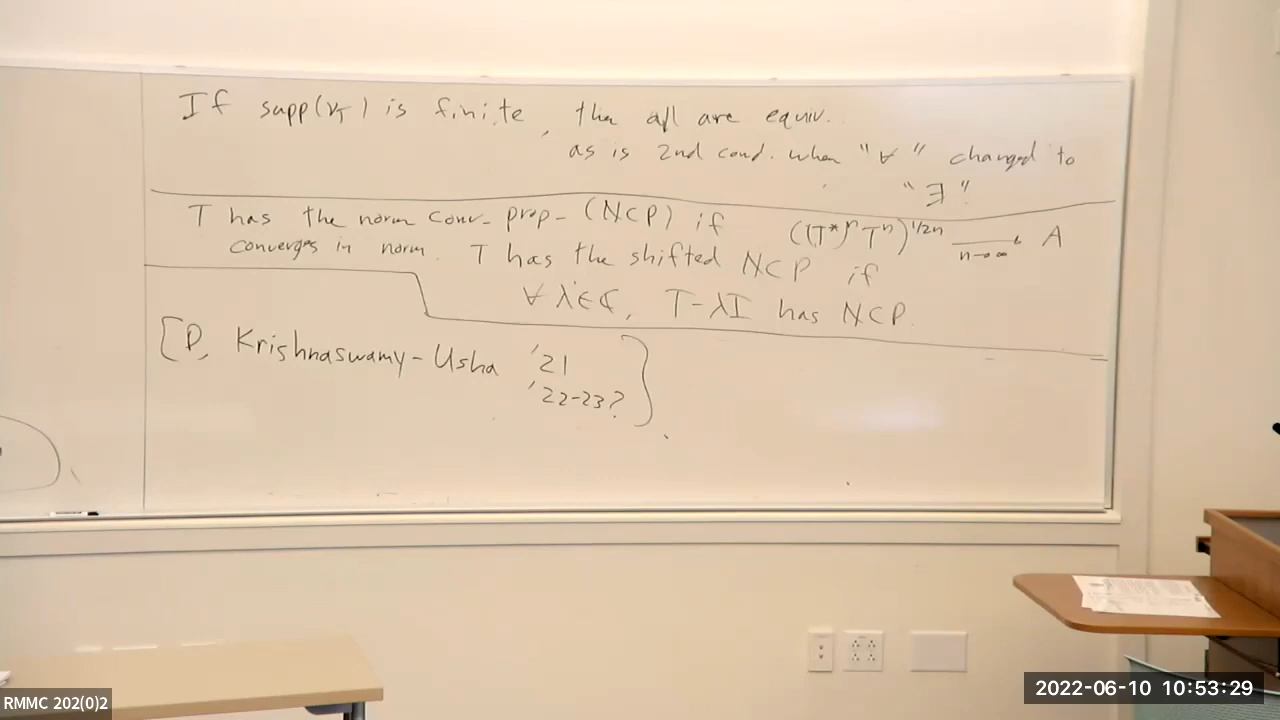 If supp(ν_T) is finite, then all are equiv.
as is 2nd cond. when "∀" changed to
"∃"
T has the norm conv. prop. (NCP) if ((T*)ⁿ Tⁿ)^{1/2n} ⟶_{n→∞} A
converges in norm. T has the shifted NCP if
∀ λ∈ℂ, T-λI has NCP.
[D, Krishnaswamy-Usha '21
'22-23?]
RMMC 202(0)2
2022-06-10 10:53:29